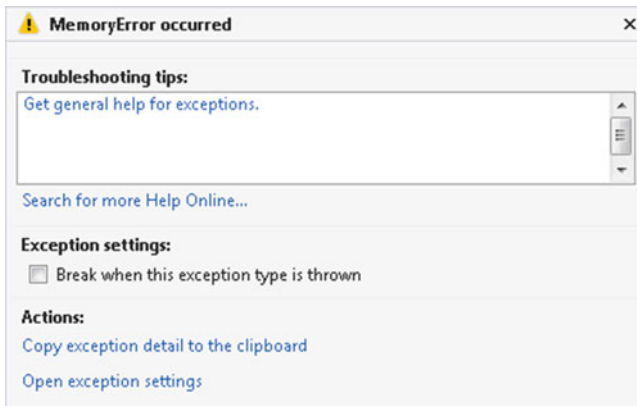 MemoryError occurred
Troubleshooting tips:
Get general help for exceptions.
Search for more Help Online...
Exception settings:
Break when this exception type is thrown
Actions:
Copy exception detail to the clipboard
Open exception settings